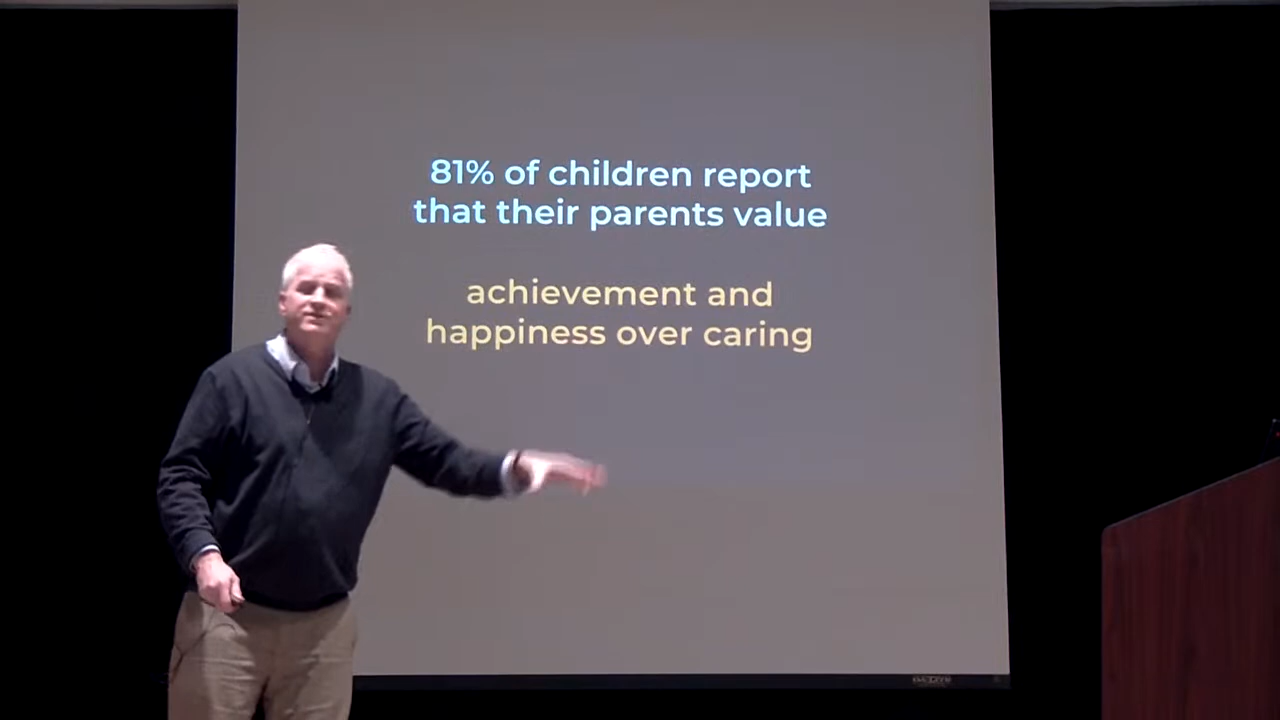 81% of children report
that their parents value
achievement and
happiness over caring